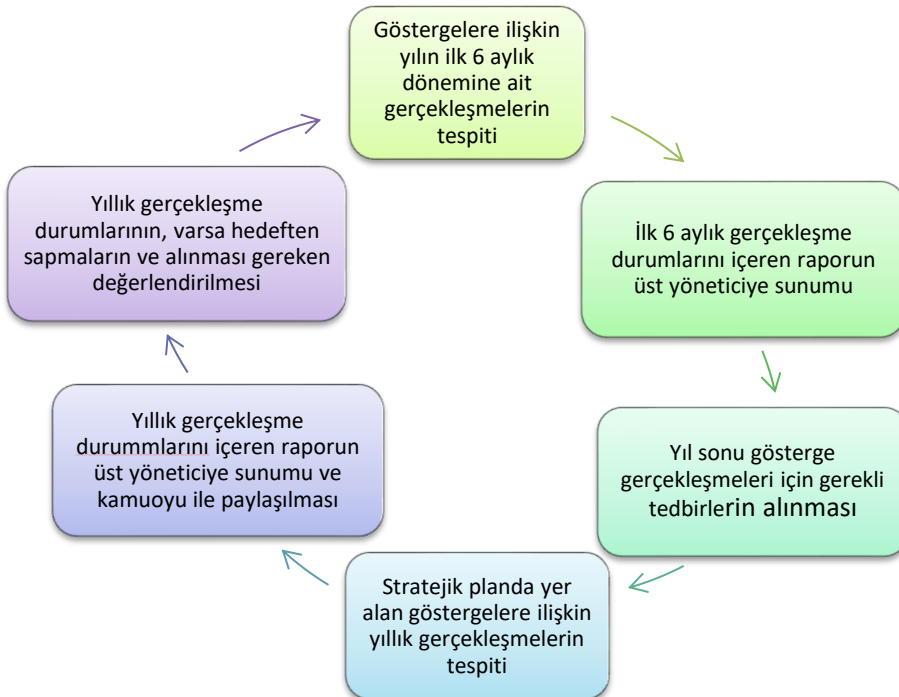 Göstergelere ilişkin
yılın ilk 6 aylık
dönemine ait
gerçekleşmelerin
tespiti
İlk 6 aylık gerçekleşme
durumlarını içeren raporun
üst yöneticiye sunumu
Yıl sonu gösterge
gerçekleşmeleri için gerekli
tedbirlerin alınması
Stratejik planda yer
alan göstergelere ilişkin
yıllık gerçekleşmelerin
tespiti
Yıllık gerçekleşme
durummlarını içeren raporun
üst yöneticiye sunumu ve
kamuoyu ile paylaşılması
Yıllık gerçekleşme
durumlarının, varsa hedeften
sapmaların ve alınması gereken
değerlendirilmesi